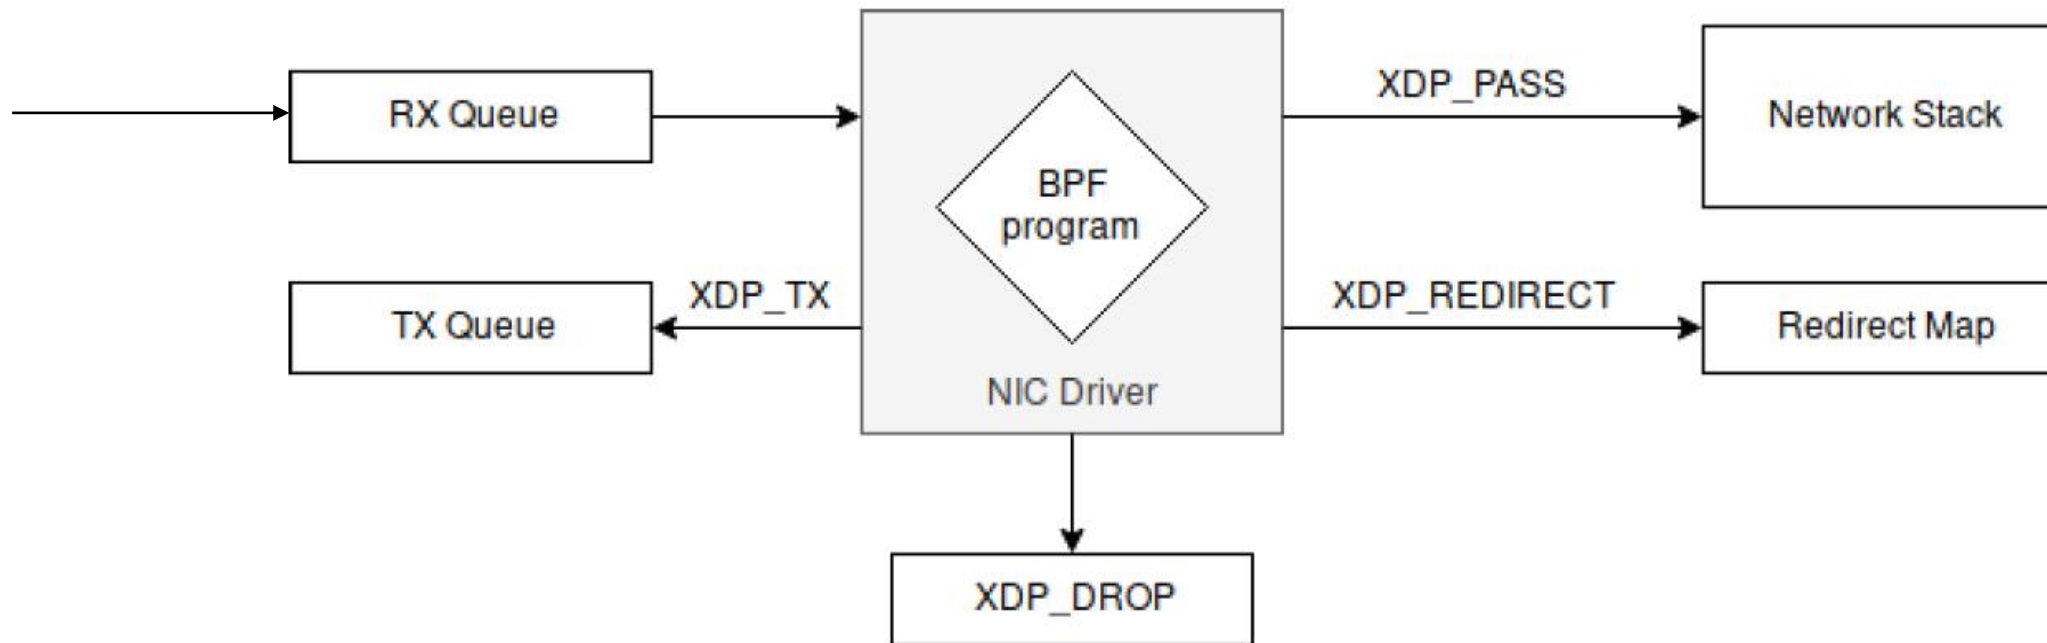 RX Queue
XDP_PASS
Network Stack
BPF
program
TX Queue
XDP_TX
XDP_REDIRECT
Redirect Map
NIC Driver
XDP_DROP